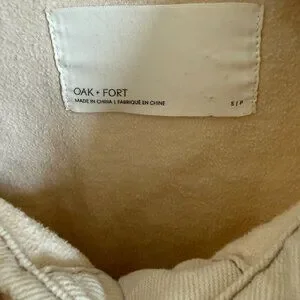 OAK + FORT
MADE IN CHINA | FABRIQUÉ EN CHINE
S | P